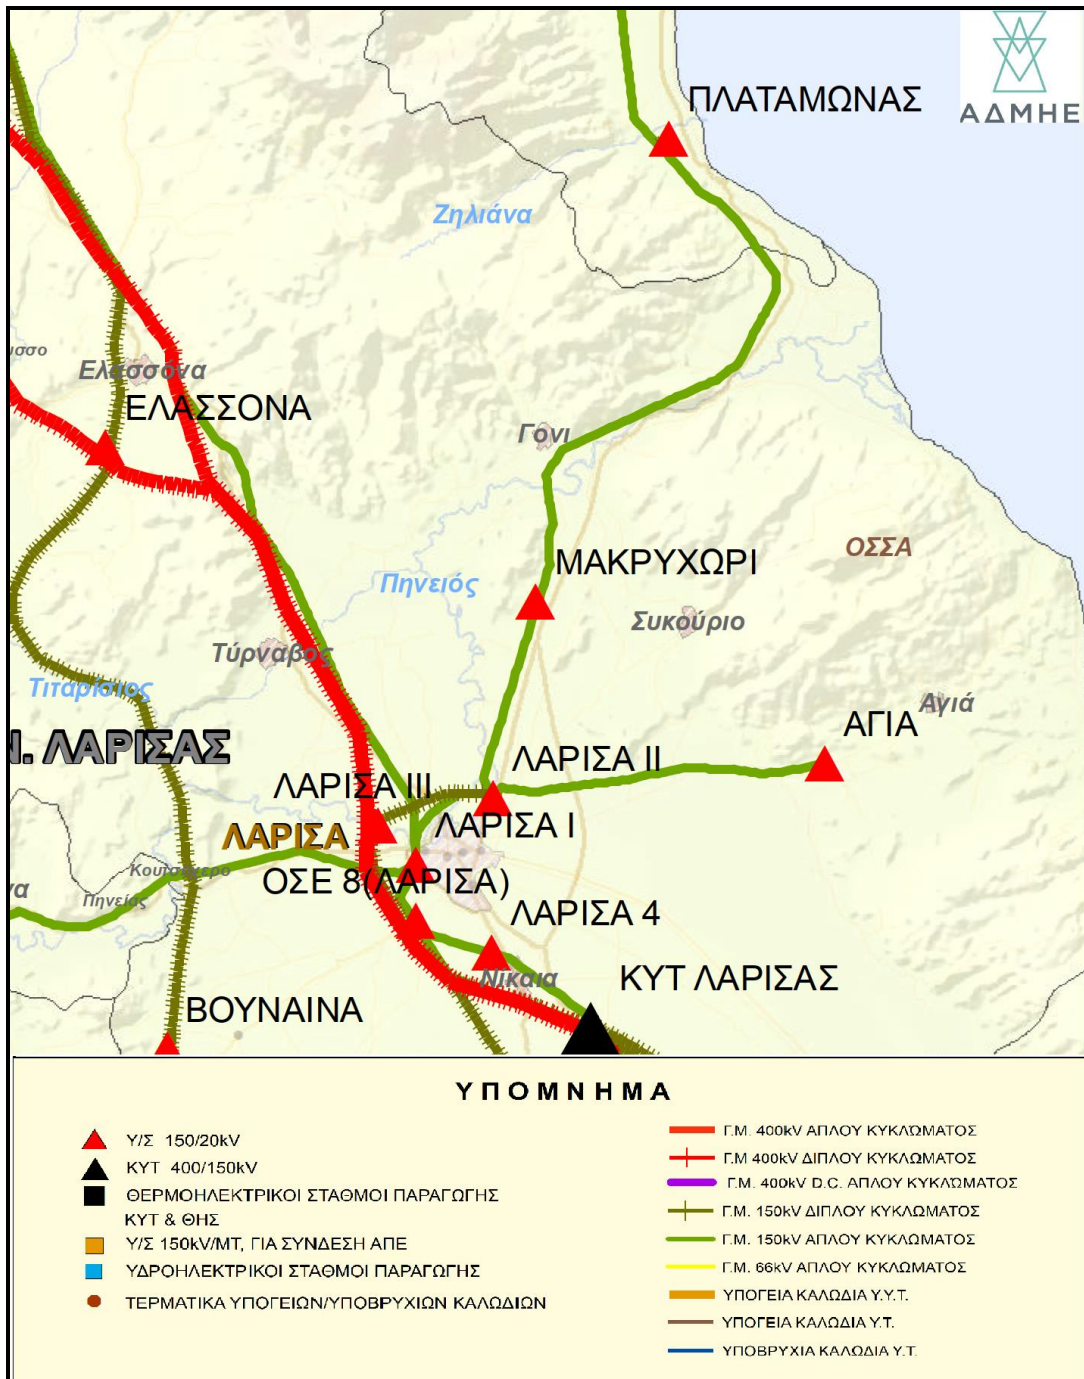 ΠΛΑΤΑΜΩΝΑΣ
ΑΔΜΗΕ
Ζηλιάνα
Ελασσόνα
ΕΛΑΣΣΟΝΑ
Γονι
ΟΣΣΑ
ΜΑΚΡΥΧΩΡΙ
Πηνειός
Συκούριο
Τύρναβος
Τιταρίσιος
Αγιά
ΑΓΙΑ
Ν. ΛΑΡΙΣΑΣ
ΛΑΡΙΣΑ ΙΙ
ΛΑΡΙΣΑ ΙΙΙ
ΛΑΡΙΣΑ Ι
ΛΑΡΙΣΑ
Κουτσόχερο
ΟΣΕ 8(ΛΑΡΙΣΑ)
Πηνειός
ΛΑΡΙΣΑ 4
Νίκαια
ΚΥΤ ΛΑΡΙΣΑΣ
ΒΟΥΝΑΙΝΑ
ΥΠΟΜΝΗΜΑ
Υ/Σ 150/20kV
ΚΥΤ 400/150kV
ΘΕΡΜΟΗΛΕΚΤΡΙΚΟΙ ΣΤΑΘΜΟΙ ΠΑΡΑΓΩΓΗΣ
ΚΥΤ & ΘΗΣ
Υ/Σ 150kV/ΜΤ, ΓΙΑ ΣΥΝΔΕΣΗ ΑΠΕ
ΥΔΡΟΗΛΕΚΤΡΙΚΟΙ ΣΤΑΘΜΟΙ ΠΑΡΑΓΩΓΗΣ
ΤΕΡΜΑΤΙΚΑ ΥΠΟΓΕΙΩΝ/ΥΠΟΒΡΥΧΙΩΝ ΚΑΛΩΔΙΩΝ
Γ.Μ. 400kV ΑΠΛΟΥ ΚΥΚΛΩΜΑΤΟΣ
Γ.Μ 400kV ΔΙΠΛΟΥ ΚΥΚΛΩΜΑΤΟΣ
Γ.Μ. 400kV D.C. ΑΠΛΟΥ ΚΥΚΛΩΜΑΤΟΣ
Γ.Μ. 150kV ΔΙΠΛΟΥ ΚΥΚΛΩΜΑΤΟΣ
Γ.Μ. 150kV ΑΠΛΟΥ ΚΥΚΛΩΜΑΤΟΣ
Γ.Μ. 66kV ΑΠΛΟΥ ΚΥΚΛΩΜΑΤΟΣ
ΥΠΟΓΕΙΑ ΚΑΛΩΔΙΑ Υ.Υ.Τ.
ΥΠΟΓΕΙΑ ΚΑΛΩΔΙΑ Υ.Τ.
ΥΠΟΒΡΥΧΙΑ ΚΑΛΩΔΙΑ Υ.Τ.